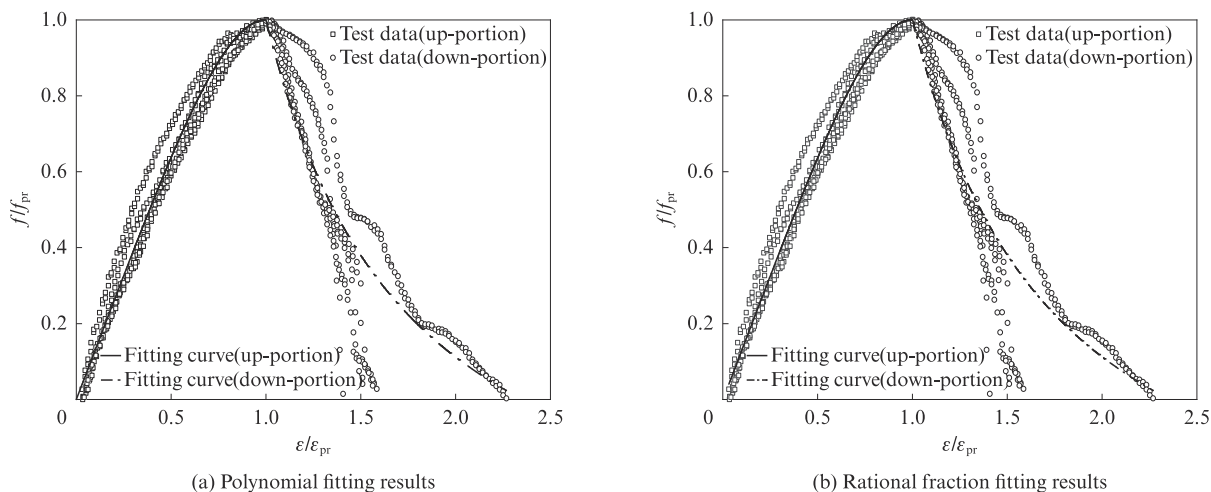 1.0
0.8
0.6
0.4
0.2
0
0.5
1.0
1.5
2.0
2.5
f/f_pr
ε/ε_pr
Test data(up-portion)
Test data(down-portion)
Fitting curve(up-portion)
Fitting curve(down-portion)
(a) Polynomial fitting results
1.0
0.8
0.6
0.4
0.2
0
0.5
1.0
1.5
2.0
2.5
f/f_pr
ε/ε_pr
Test data(up-portion)
Test data(down-portion)
Fitting curve(up-portion)
Fitting curve(down-portion)
(b) Rational fraction fitting results